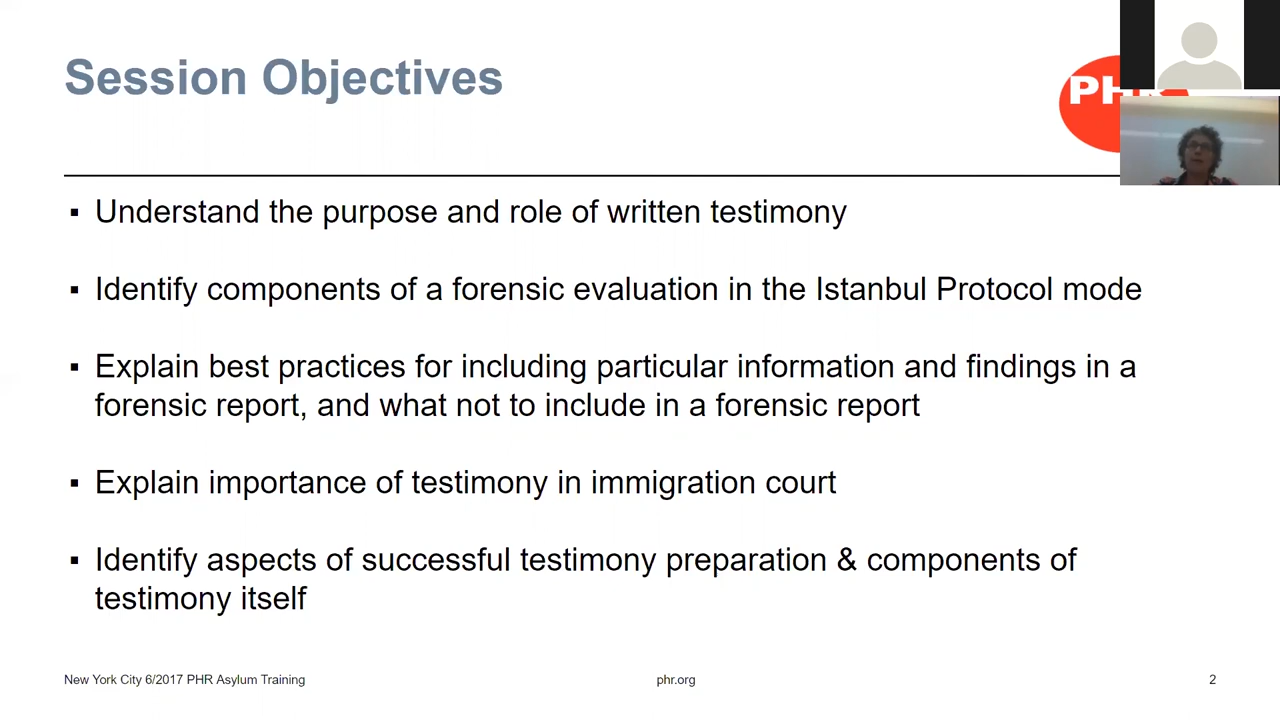 Session Objectives
PHR
▪ Understand the purpose and role of written testimony
▪ Identify components of a forensic evaluation in the Istanbul Protocol mode
▪ Explain best practices for including particular information and findings in a
forensic report, and what not to include in a forensic report
▪ Explain importance of testimony in immigration court
▪ Identify aspects of successful testimony preparation & components of
testimony itself
New York City 6/2017 PHR Asylum Training
phr.org
2